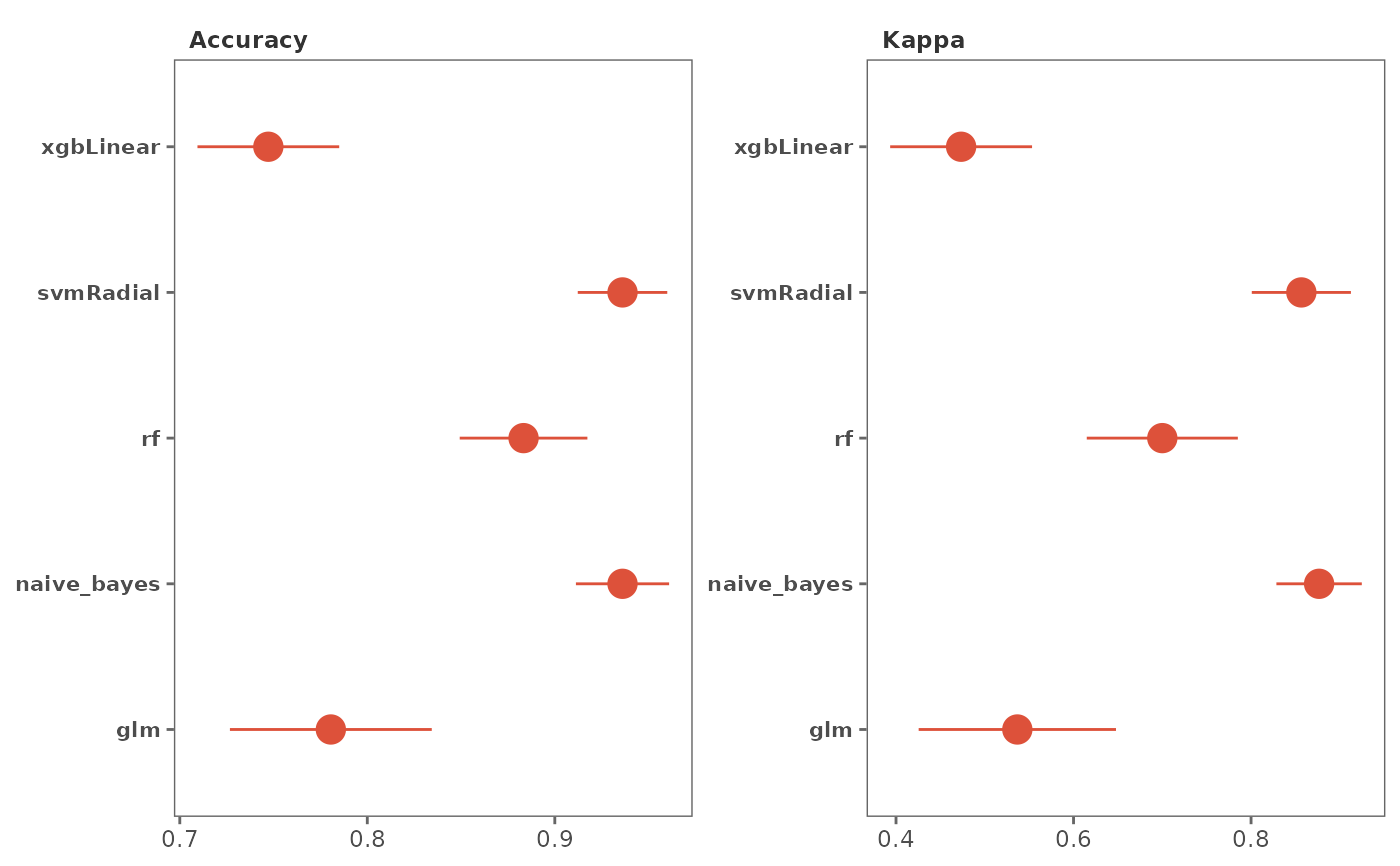 Accuracy
xgbLinear
svmRadial
rf
naive_bayes
glm
0.7 0.8 0.9
Kappa
xgbLinear
svmRadial
rf
naive_bayes
glm
0.4 0.6 0.8